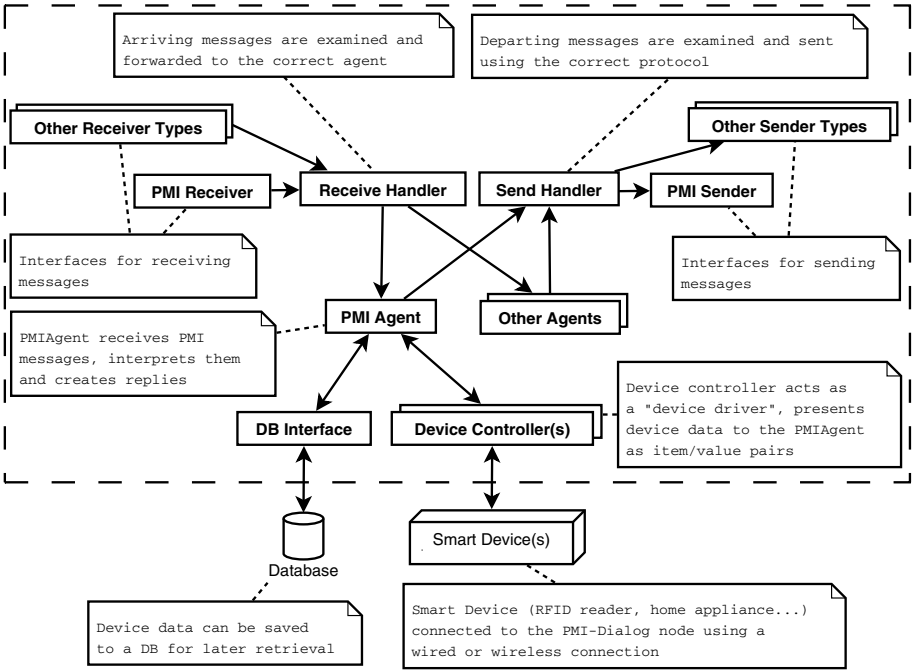 Arriving messages are examined and
forwarded to the correct agent
Departing messages are examined and sent
using the correct protocol
Other Receiver Types
Other Sender Types
PMI Receiver
Receive Handler
Send Handler
PMI Sender
Interfaces for receiving
messages
Interfaces for sending
messages
PMI Agent
Other Agents
PMIAgent receives PMI
messages, interprets them
and creates replies
Device controller acts as
a "device driver", presents
device data to the PMIAgent
as item/value pairs
DB Interface
Device Controller(s)
Smart Device(s)
Database
Device data can be saved
to a DB for later retrieval
Smart Device (RFID reader, home appliance...)
connected to the PMI-Dialog node using a
wired or wireless connection